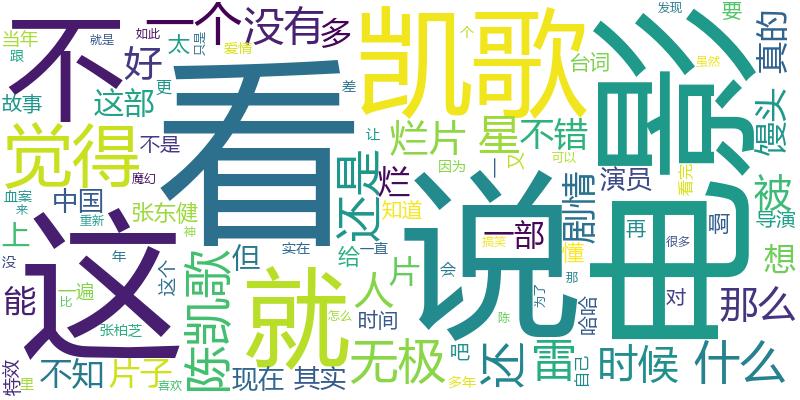 当年
跟
故事
不
一个
如此
太
只是
没有
多
爱情
就是
好
更
这部
看
差
凯歌
个
台词
发现
要
真的
虽然
电影
馒头
觉得
不是
魔幻
中国
血案
来
重新
张东健
神
上
这
没
年
能
一遍
比
张柏芝
这个
特效
里
不知
片子
喜欢
陈凯歌
但
实在
就
现在
其实
怎么
还是
让
烂片
烂
知道
给
一直
人
片
时间
无极
吧
多年
说
星
不错
因为
一
又
可以
一部
搞笑
懂
剧情
演员
会
那
为了
陈
还
雷
哈哈
自己
时候
看完
被
导演
再
很多
啊
想
对
那么
什么